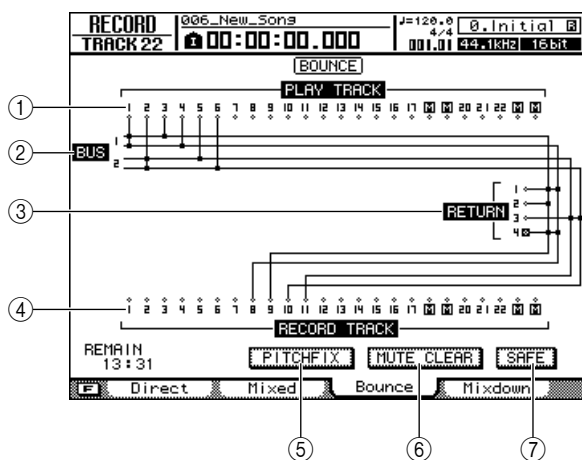 RECORD
TRACK 22
006_New_Song
I 00:00:00.000
♩=120.0
4/4
001.01
0.Initial
44.1kHz 16bit
BOUNCE
PLAY TRACK
① 1 2 3 4 5 6 7 8 9 10 11 12 13 14 15 16 17 M M 20 21 22 M M
② BUS 1
2
③ RETURN 1
2
3
4
④ 1 2 3 4 5 6 7 8 9 10 11 12 13 14 15 16 17 M M 20 21 22 M M
RECORD TRACK
REMAIN
13:31
PITCHFIX MUTE CLEAR SAFE
F Direct Mixed Bounce Mixdown
⑤ ⑥ ⑦